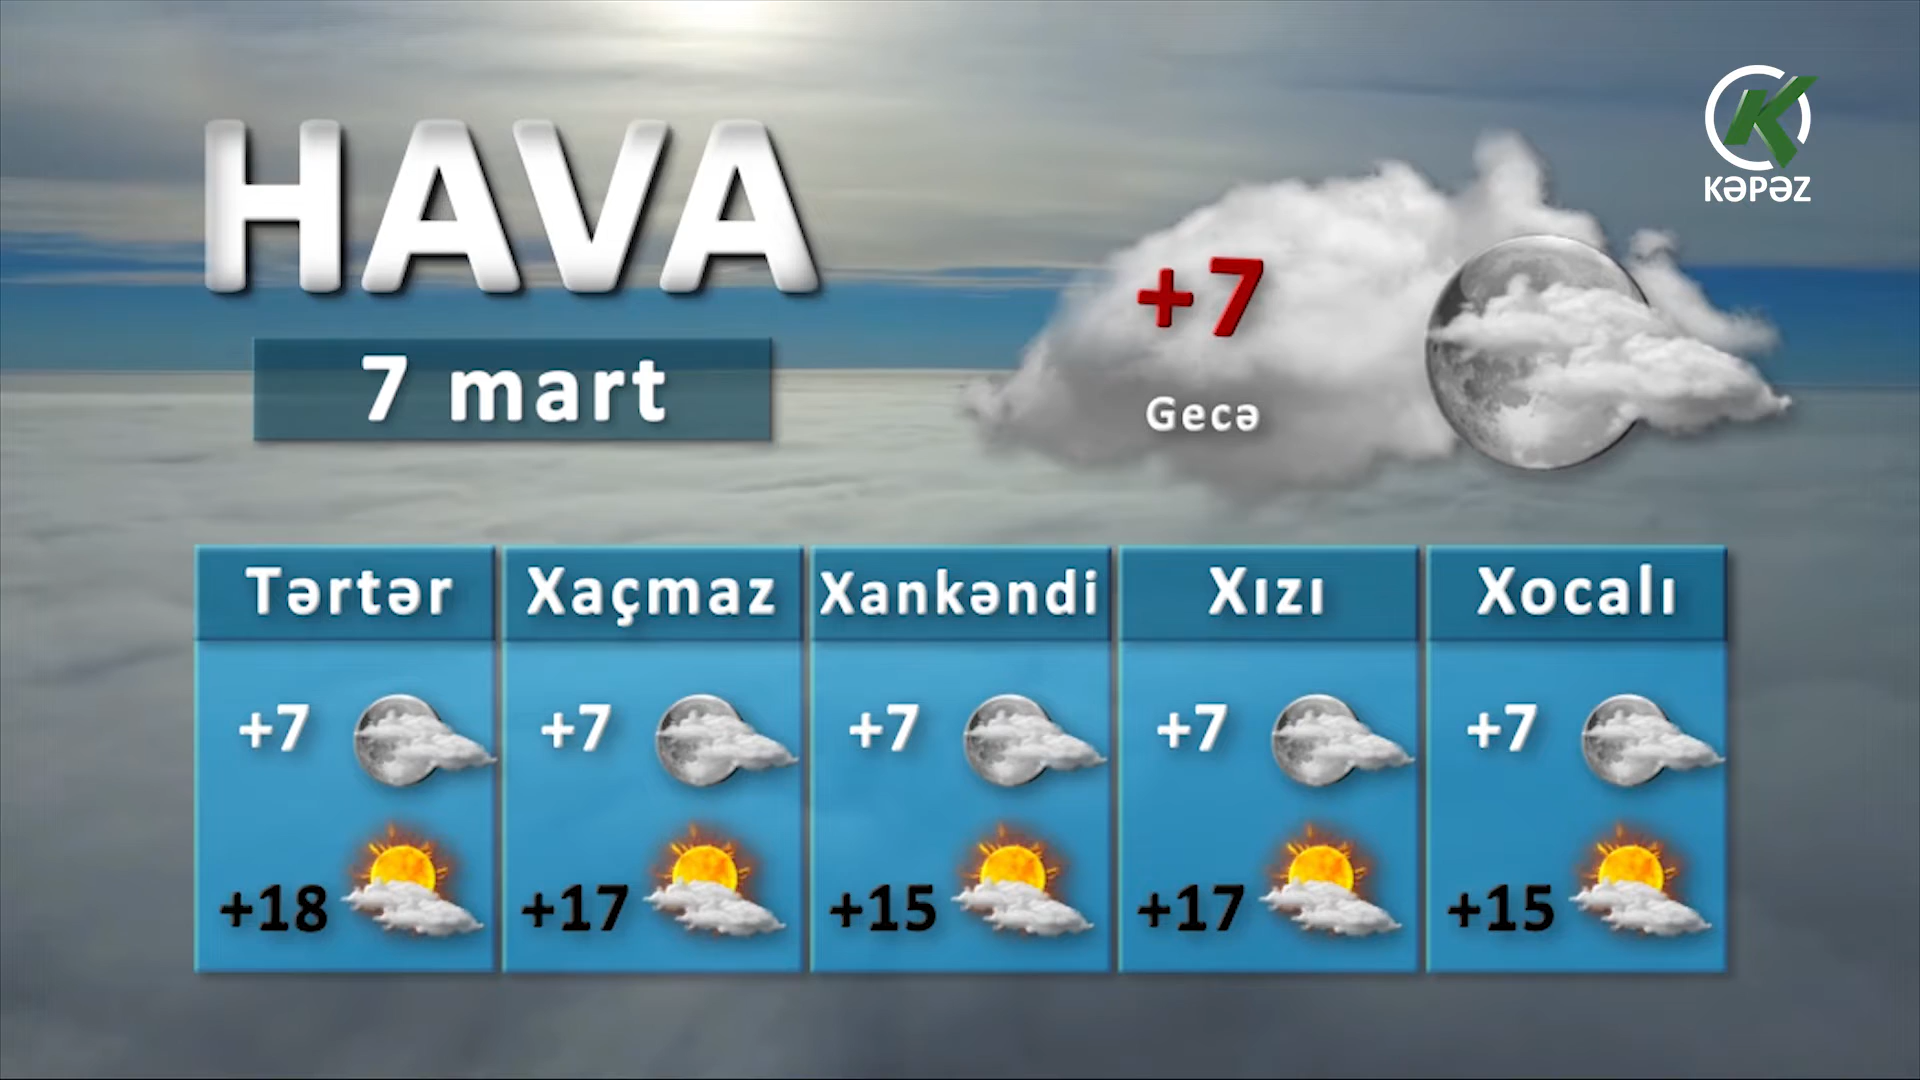 HAVA
7 mart
+7
Gecə
KƏPƏZ
Tərtər
Xaçmaz
Xankəndi
Xızı
Xocalı
+7
+7
+7
+7
+7
+18
+17
+15
+17
+15